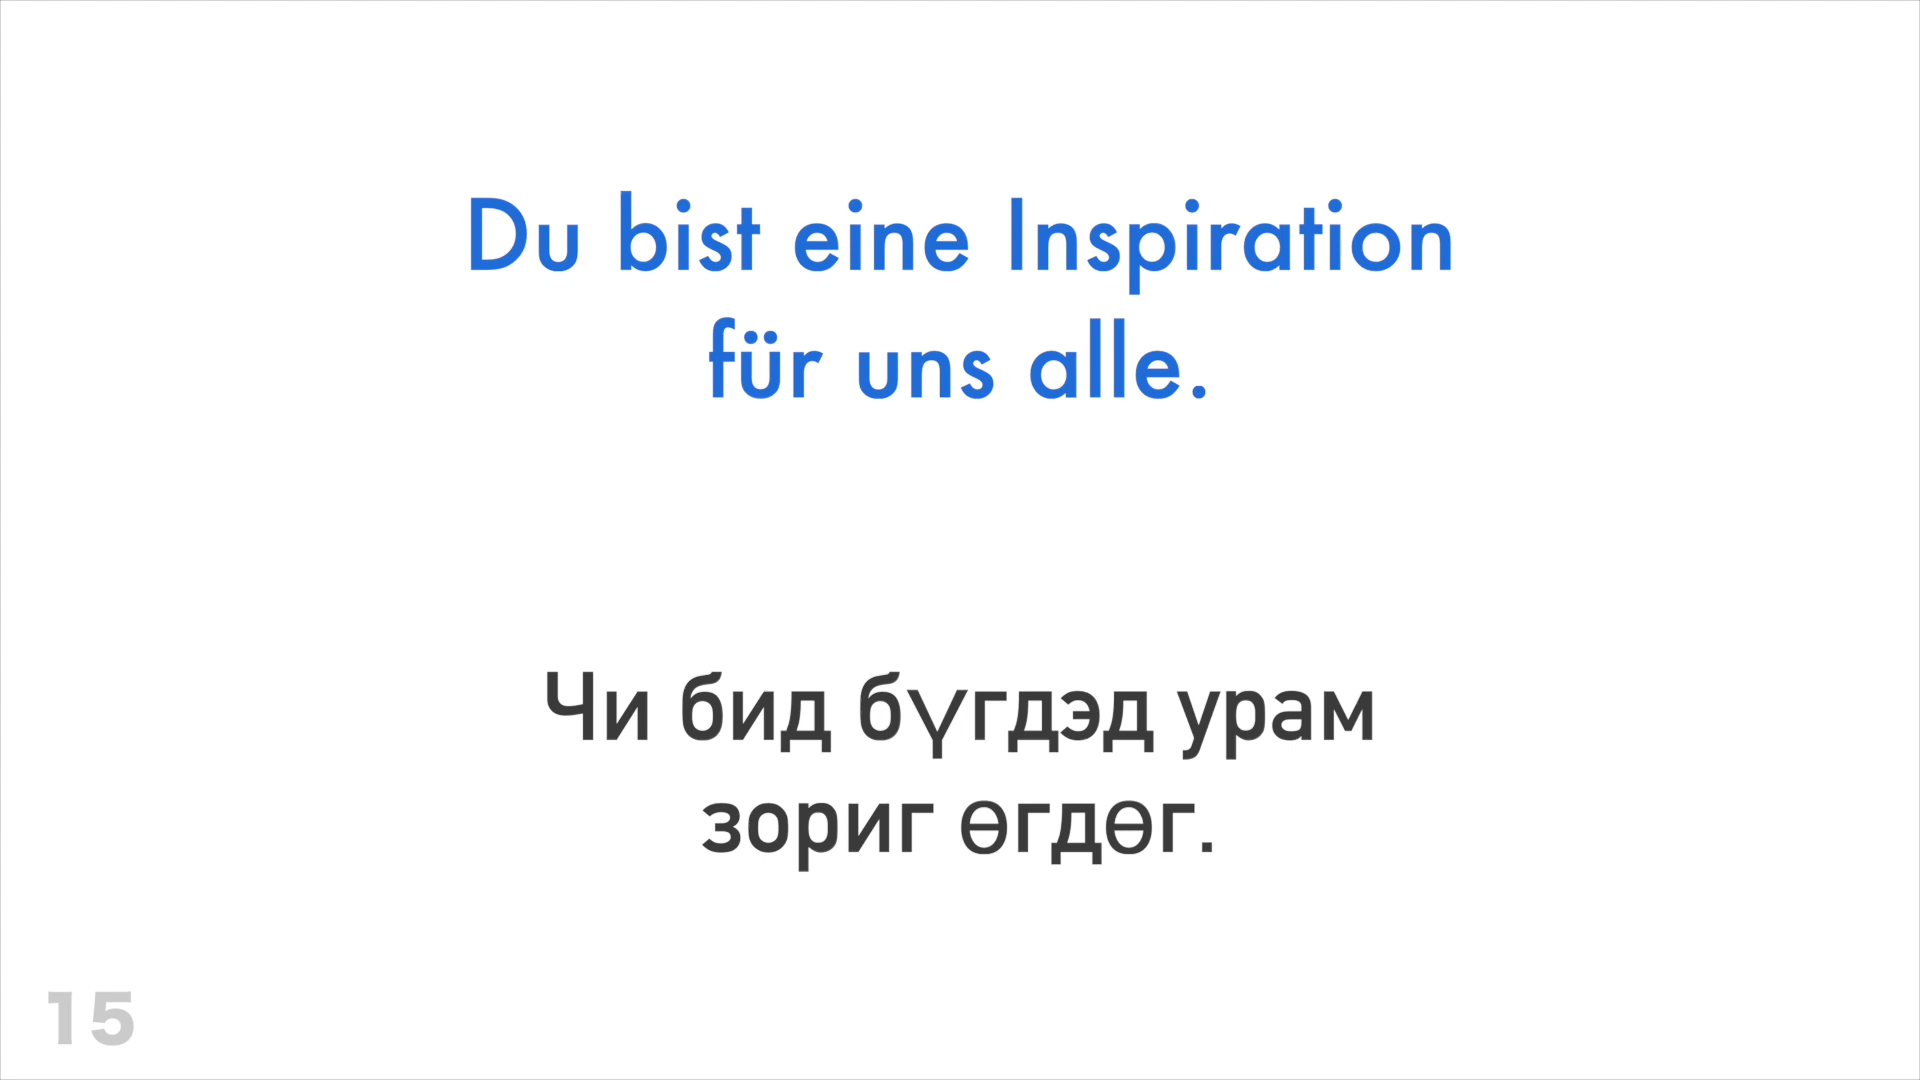 Du bist eine Inspiration
für uns alle.
Чи бид бүгдэд урам
зориг өгдөг.
15